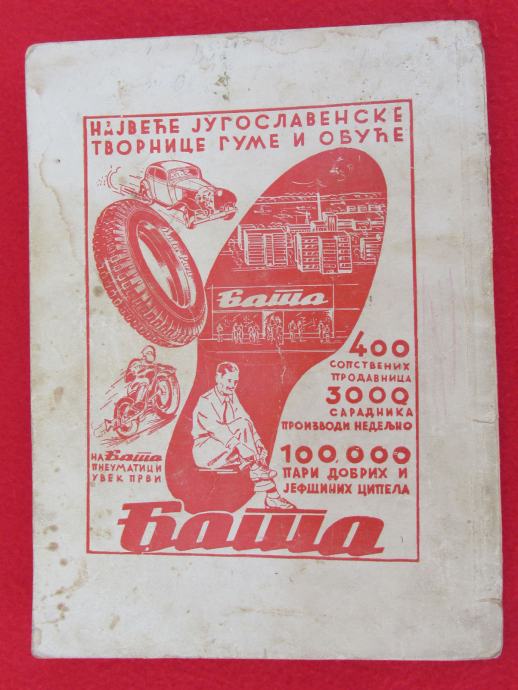 НАЈВЕЋЕ ЈУГОСЛАВЕНСКЕ
ТВОРНИЦЕ ГУМЕ И ОБУЋЕ
Бата
400
СОПСТВЕНИХ
ПРОДАВНИЦА
3000
САРАДНИКА
ПРОИЗВОДИ НЕДЕЉНО
100.000
ПАРИ ДОБРИХ И
ЈЕФШИНИХ ЦИПЕЛА
НА Бата
ПНЕУМАТИЦИ
УВЕК ПРВИ
Бата